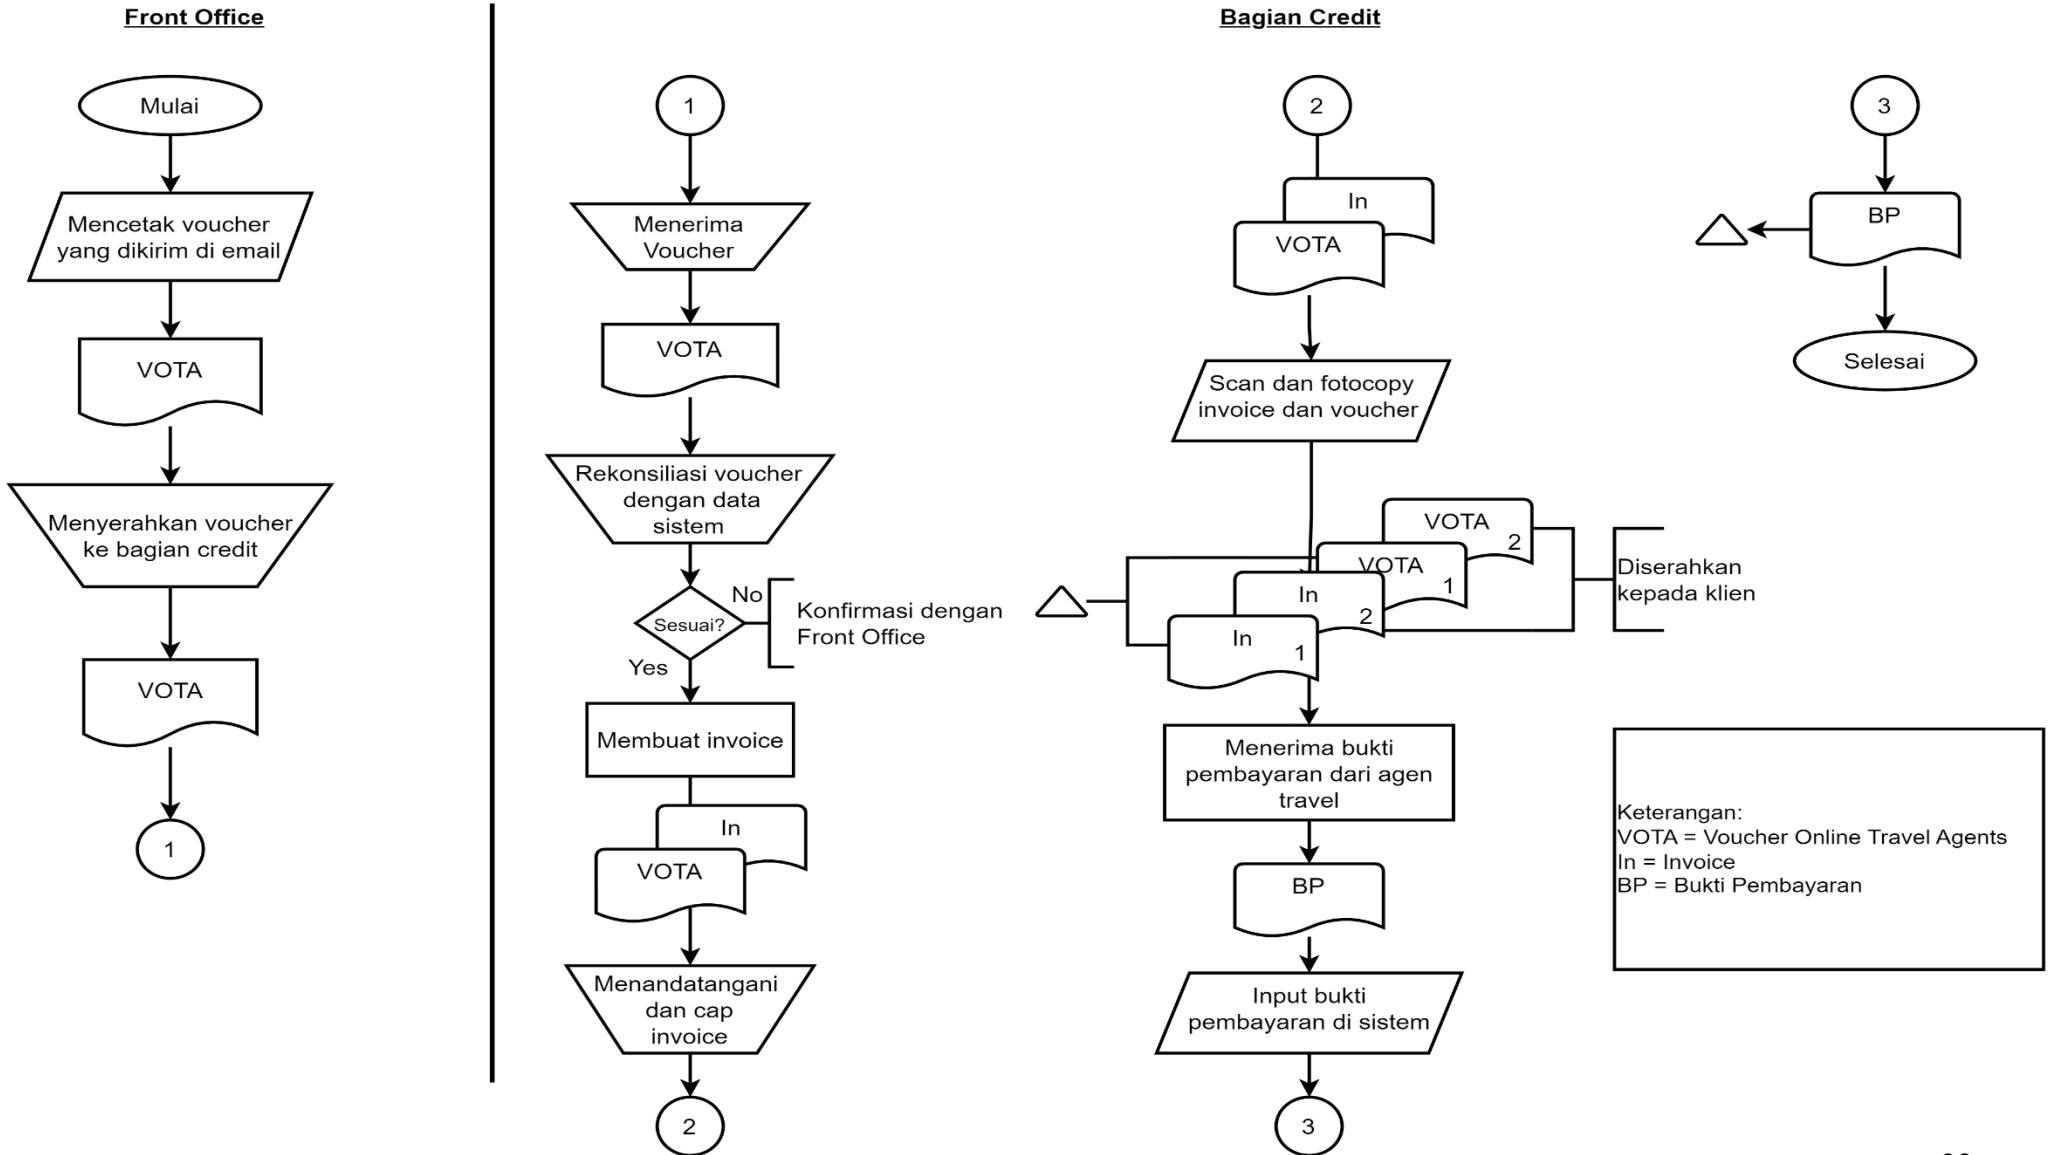 Front Office
Mulai
Mencetak voucher
yang dikirim di email
VOTA
Menyerahkan voucher
ke bagian credit
VOTA
1
Bagian Credit
1
Menerima
Voucher
VOTA
Rekonsiliasi voucher
dengan data
sistem
Sesuai?
No
Konfirmasi dengan
Front Office
Yes
Membuat invoice
In
VOTA
Menandatangani
dan cap
invoice
2
2
In
VOTA
Scan dan fotocopy
invoice dan voucher
VOTA
2
VOTA
1
In
2
In
1
Diserahkan
kepada klien
Menerima bukti
pembayaran dari agen
travel
BP
Input bukti
pembayaran di sistem
3
3
BP
Selesai
Keterangan:
VOTA = Voucher Online Travel Agents
In = Invoice
BP = Bukti Pembayaran